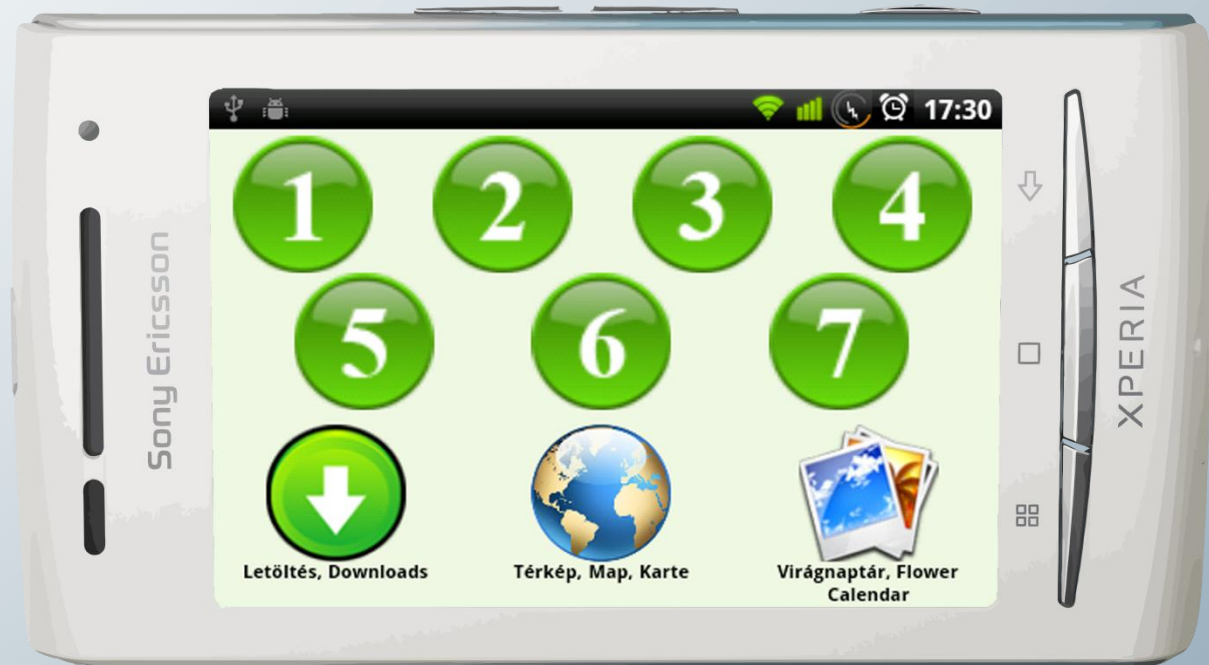 17:30
1 2 3 4
5 6 7
Letöltés, Downloads
Térkép, Map, Karte
Virágnaptár, Flower
Calendar
Sony Ericsson
XPERIA